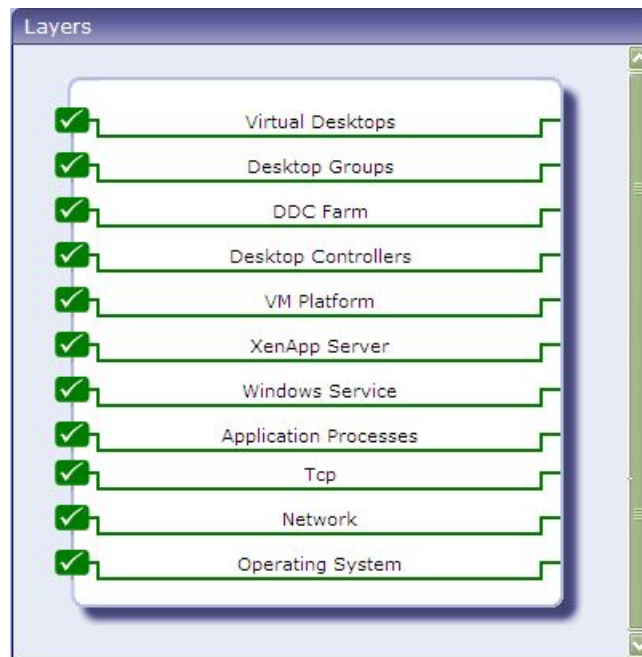 Layers
Virtual Desktops
Desktop Groups
DDC Farm
Desktop Controllers
VM Platform
XenApp Server
Windows Service
Application Processes
Tcp
Network
Operating System